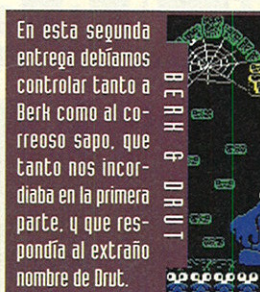 En esta segunda
entrega debíamos
controlar tanto a
Berk como al co-
rreoso sapo, que
tanto nos incor-
diaba en la primera
parte, y que res-
pondía al extraño
nombre de Drut.
BERK & DRUT